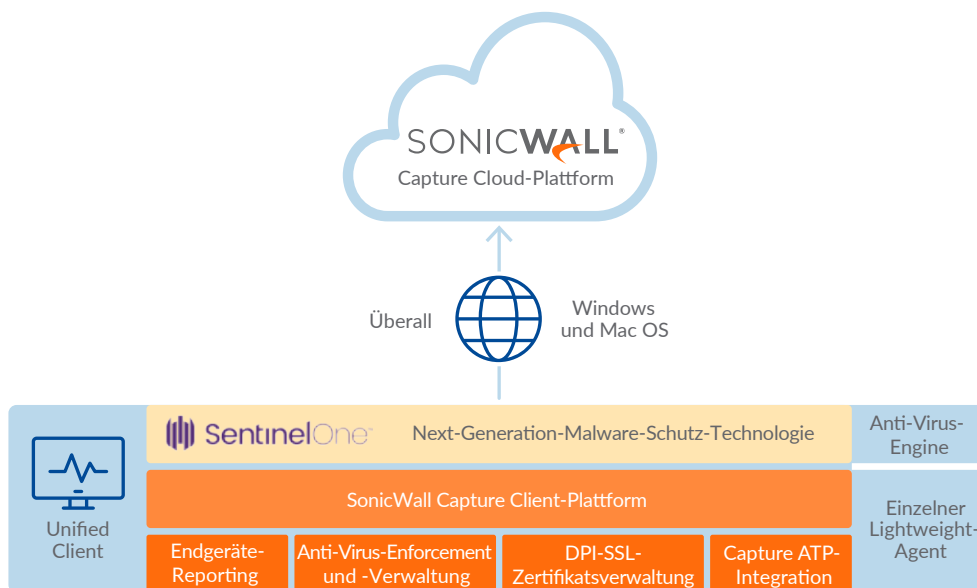 SONICWALL®
Capture Cloud-Plattform
Überall
Windows
und Mac OS
Unified
Client
SentinelOne™
Next-Generation-Malware-Schutz-Technologie
Anti-Virus-
Engine
SonicWall Capture Client-Plattform
Einzelner
Lightweight-
Agent
Endgeräte-
Reporting
Anti-Virus-Enforcement
und -Verwaltung
DPI-SSL-
Zertifikatsverwaltung
Capture ATP-
Integration